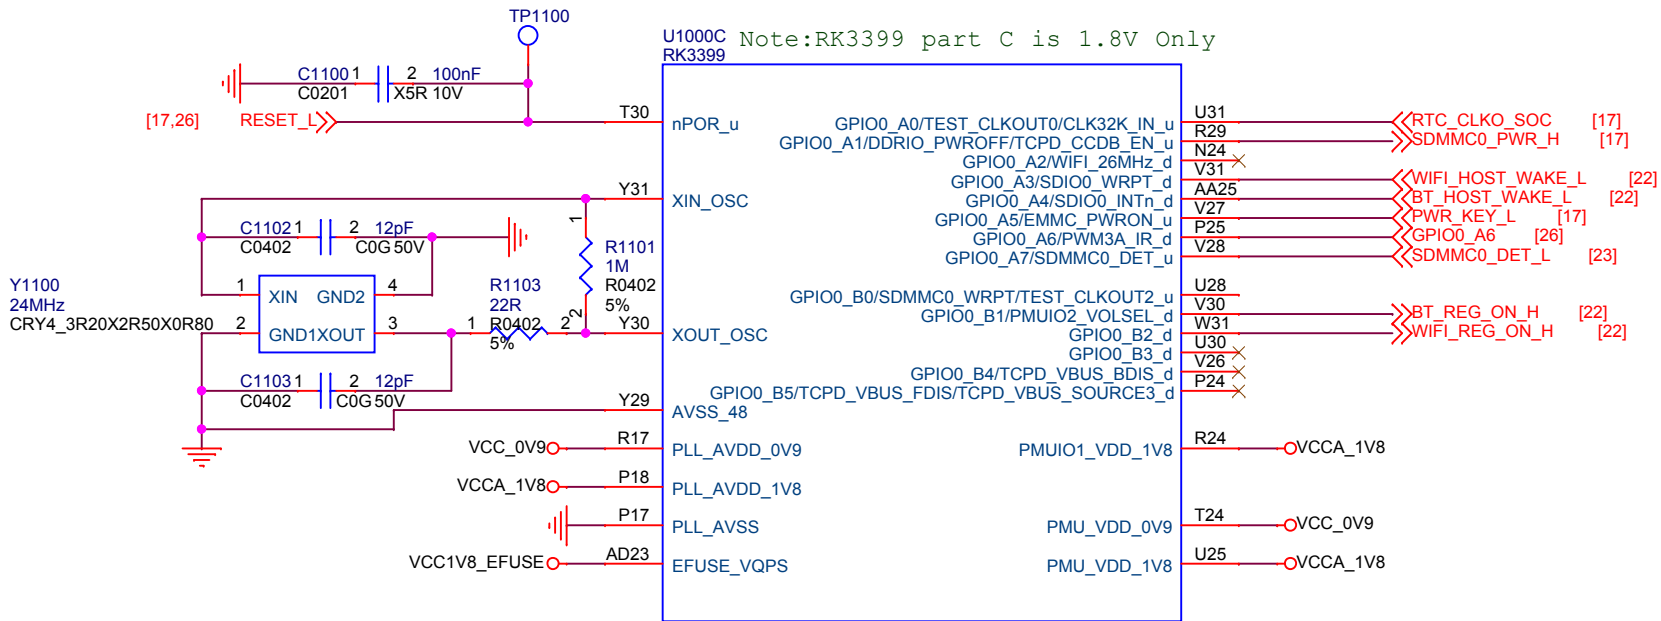 TP1100
U1000C Note:RK3399 part C is 1.8V Only
RK3399
C1100 1 2 100nF
C0201 X5R 10V
[17,26] RESET_L T30 nPOR_u
GPIO0_A0/TEST_CLKOUT0/CLK32K_IN_u U31 RTC_CLKO_SOC [17]
GPIO0_A1/DDRIO_PWROFF/TCPD_CCDB_EN_u R29 SDMMC0_PWR_H [17]
GPIO0_A2/WIFI_26MHz_d N24
GPIO0_A3/SDIO0_WRPT_d V31 WIFI_HOST_WAKE_L [22]
Y31 XIN_OSC GPIO0_A4/SDIO0_INTn_d AA25 BT_HOST_WAKE_L [22]
GPIO0_A5/EMMC_PWRON_u V27 PWR_KEY_L [17]
GPIO0_A6/PWM3A_IR_d P25 GPIO0_A6 [26]
GPIO0_A7/SDMMC0_DET_u V28 SDMMC0_DET_L [23]
C1102 1 2 12pF
C0402 C0G 50V
1 R1101
1M
R0402
5%
2
Y1100
24MHz
CRY4_3R20X2R50X0R80
1 XIN GND2 4
2 GND1 XOUT 3
R1103
22R
1 R0402 2
5%
Y30 XOUT_OSC
GPIO0_B0/SDMMC0_WRPT/TEST_CLKOUT2_u U28
GPIO0_B1/PMUIO2_VOLSEL_d V30 BT_REG_ON_H [22]
GPIO0_B2_d W31 WIFI_REG_ON_H [22]
GPIO0_B3_d U30
GPIO0_B4/TCPD_VBUS_BDIS_d V26
GPIO0_B5/TCPD_VBUS_FDIS/TCPD_VBUS_SOURCE3_d P24
C1103 1 2 12pF
C0402 C0G 50V
Y29 AVSS_48
VCC_0V9 R17 PLL_AVDD_0V9 PMUIO1_VDD_1V8 R24 VCCA_1V8
VCCA_1V8 P18 PLL_AVDD_1V8
P17 PLL_AVSS PMU_VDD_0V9 T24 VCC_0V9
VCC1V8_EFUSE AD23 EFUSE_VQPS PMU_VDD_1V8 U25 VCCA_1V8